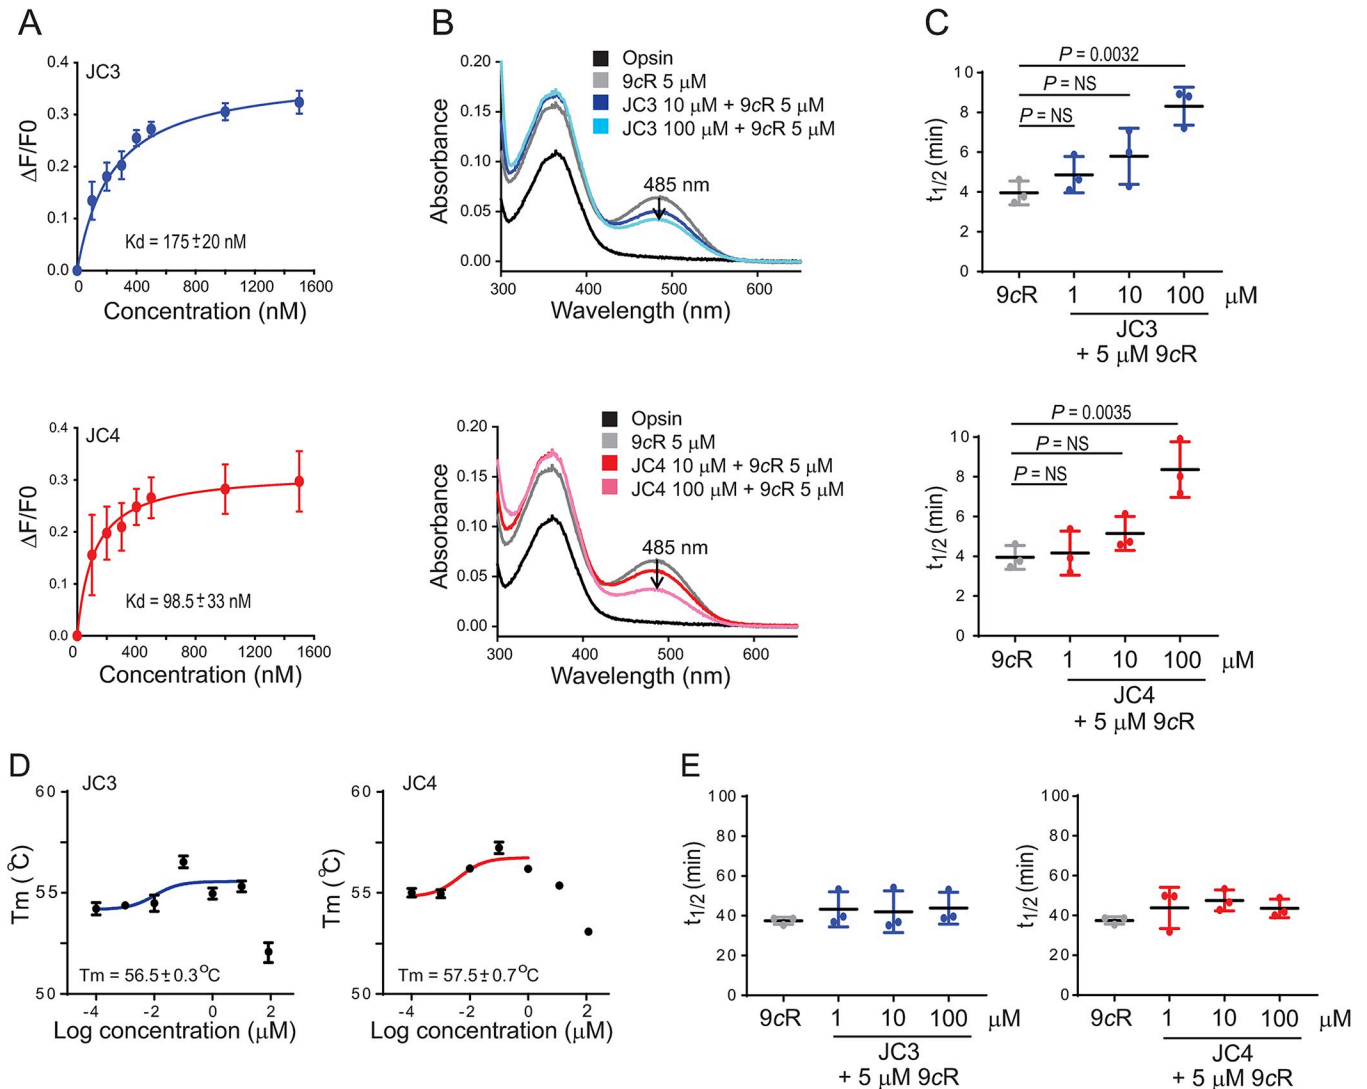 A
JC3
ΔF/F0
0.4
0.3
0.2
0.1
0.0
Kd = 175±20 nM
0 400 800 1200 1600
Concentration (nM)
B
Opsin
9cR 5 μM
JC3 10 μM + 9cR 5 μM
JC3 100 μM + 9cR 5 μM
Absorbance
0.20
0.15
0.10
0.05
0.00
485 nm
300 400 500 600
Wavelength (nm)
C
P = 0.0032
P = NS
P = NS
t1/2 (min)
10
8
6
4
2
0
9cR 1 10 100 μM
JC3
+ 5 μM 9cR
JC4
ΔF/F0
0.4
0.3
0.2
0.1
0.0
Kd = 98.5±33 nM
0 400 800 1200 1600
Concentration (nM)
Opsin
9cR 5 μM
JC4 10 μM + 9cR 5 μM
JC4 100 μM + 9cR 5 μM
Absorbance
0.20
0.15
0.10
0.05
0.00
485 nm
300 400 500 600
Wavelength (nm)
P = 0.0035
P = NS
P = NS
t1/2 (min)
10
8
6
4
2
0
9cR 1 10 100 μM
JC4
+ 5 μM 9cR
D
JC3
Tm (°C)
60
55
50
Tm = 56.5±0.3°C
-4 -2 0 2
Log concentration (μM)
JC4
Tm (°C)
60
55
50
Tm = 57.5±0.7°C
-4 -2 0 2
Log concentration (μM)
E
t1/2 (min)
100
80
60
40
20
0
9cR 1 10 100 μM
JC3
+ 5 μM 9cR
t1/2 (min)
100
80
60
40
20
0
9cR 1 10 100 μM
JC4
+ 5 μM 9cR